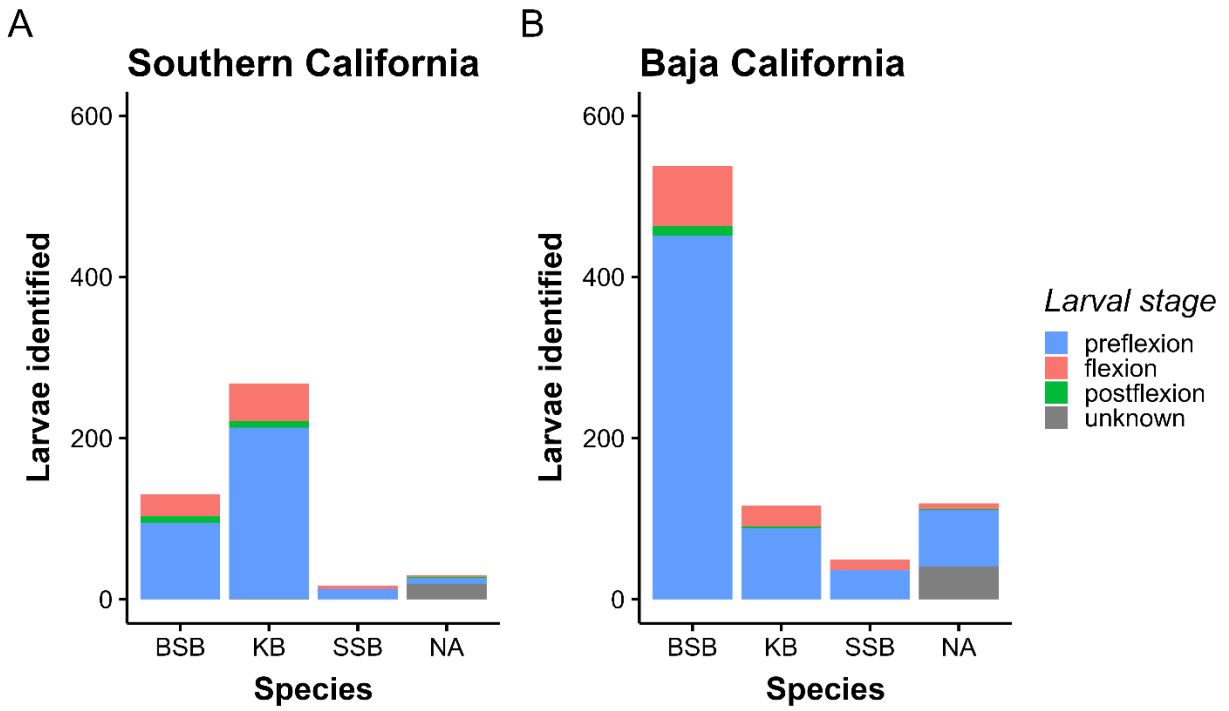 A
Southern California
600
400
200
0
Larvae identified
BSB KB SSB NA
Species
B
Baja California
600
400
200
0
Larvae identified
BSB KB SSB NA
Species
Larval stage
preflexion
flexion
postflexion
unknown